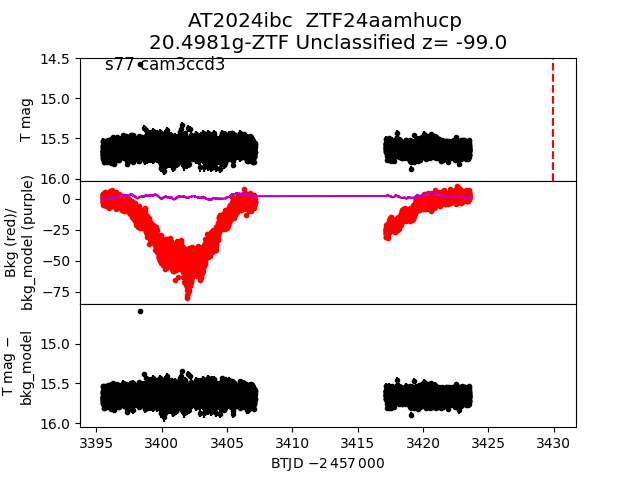 AT2024ibc  ZTF24aamhucp
20.4981g-ZTF Unclassified z= -99.0
s77 cam3ccd3
14.5
15.0
15.5
16.0
T mag
0
−25
−50
−75
Bkg (red)/
bkg_model (purple)
15.0
15.5
16.0
T mag −
bkg_model
3395 3400 3405 3410 3415 3420 3425 3430
BTJD −2 457 000